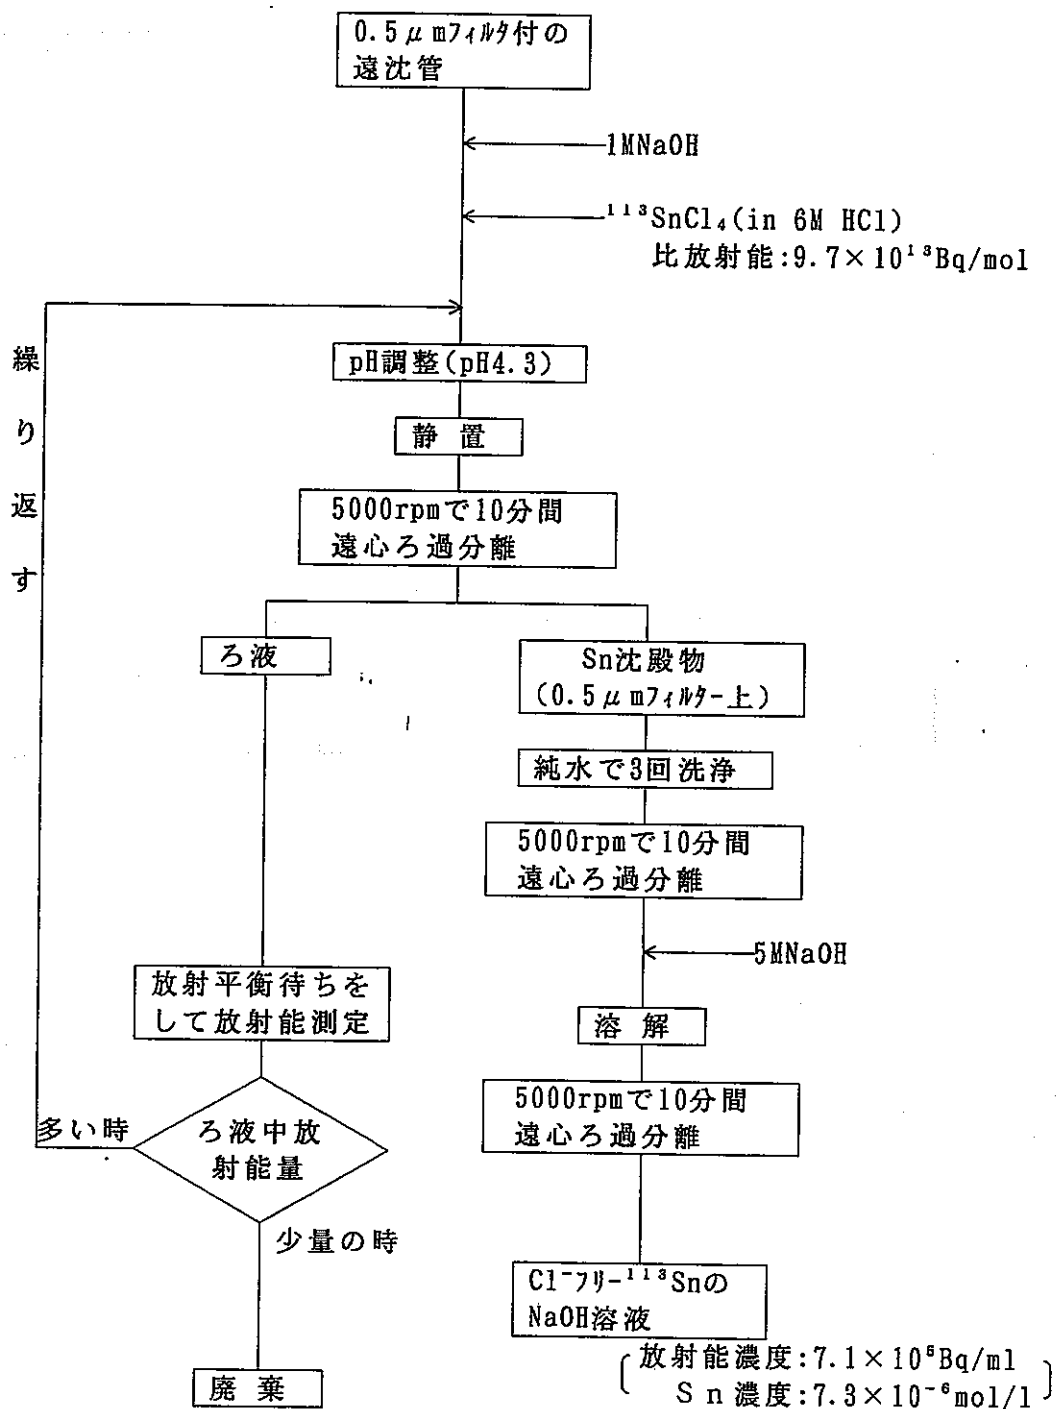 0.5μmフィルタ付の
遠沈管
1MNaOH
¹¹³SnCl₄(in 6M HCl)
比放射能:9.7×10¹³Bq/mol
繰り返す
pH調整(pH4.3)
静置
5000rpmで10分間
遠心ろ過分離
ろ液
Sn沈殿物
(0.5μmフィルター上)
純水で3回洗浄
5000rpmで10分間
遠心ろ過分離
5MNaOH
放射平衡待ちを
して放射能測定
溶解
5000rpmで10分間
遠心ろ過分離
多い時
ろ液中放
射能量
少量の時
Cl⁻フリー¹¹³Snの
NaOH溶液
放射能濃度:7.1×10⁵Bq/ml
Sn濃度:7.3×10⁻⁶mol/l
廃棄